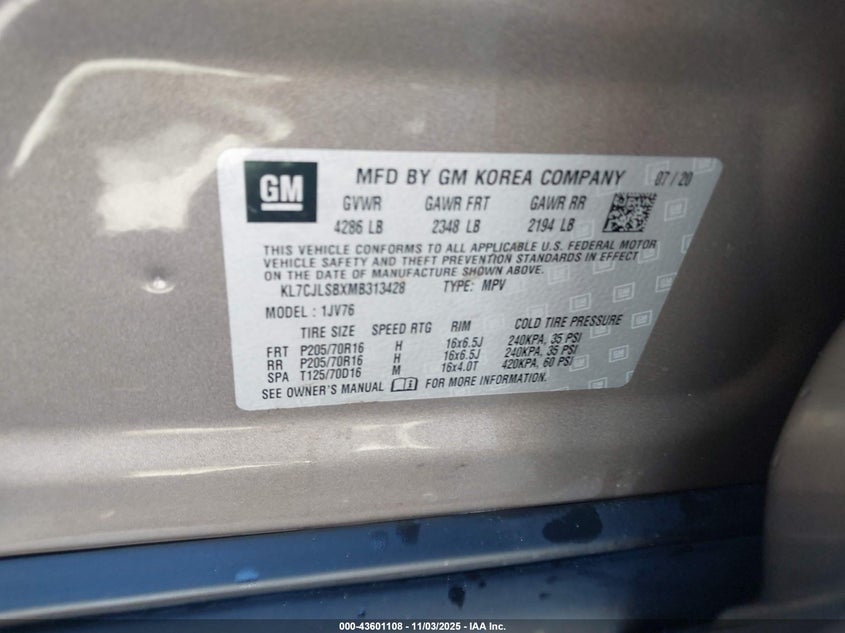 GM MFD BY GM KOREA COMPANY 07/20
GVWR GAWR FRT GAWR RR
4286 LB 2348 LB 2194 LB
THIS VEHICLE CONFORMS TO ALL APPLICABLE U.S. FEDERAL MOTOR
VEHICLE SAFETY AND THEFT PREVENTION STANDARDS IN EFFECT
ON THE DATE OF MANUFACTURE SHOWN ABOVE.
KL7CJLSBXMB313428 TYPE: MPV
MODEL: 1JV76
TIRE SIZE SPEED RTG RIM COLD TIRE PRESSURE
FRT P205/70R16 H 16x6.5J 240KPA, 35 PSI
RR P205/70R16 H 16x6.5J 240KPA, 35 PSI
SPA T125/70D16 M 16x4.0T 420KPA, 60 PSI
SEE OWNER'S MANUAL FOR MORE INFORMATION.
000-43601108 - 11/03/2025 - IAA Inc.